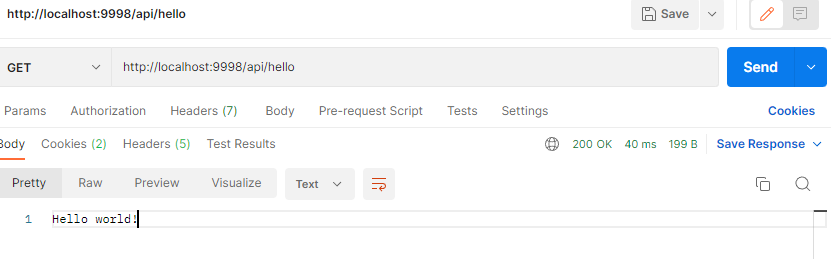 http://localhost:9998/api/hello Save
GET http://localhost:9998/api/hello Send
Params Authorization Headers (7) Body Pre-request Script Tests Settings Cookies
Body Cookies (2) Headers (5) Test Results 200 OK 40 ms 199 B Save Response
Pretty Raw Preview Visualize Text
1 Hello world!